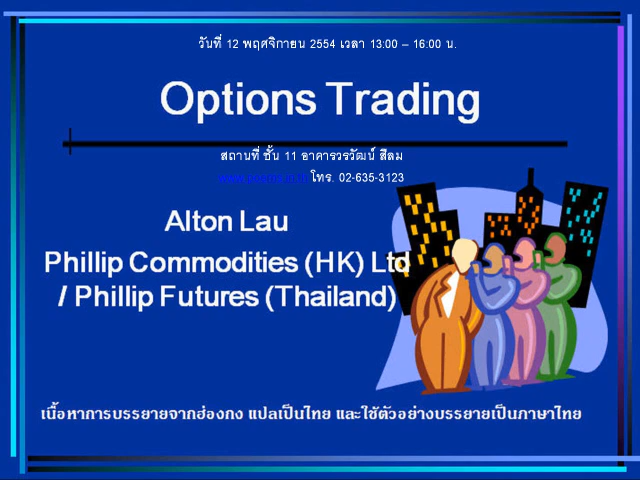 วันที่ 12 พฤศจิกายน 2554 เวลา 13:00 – 16:00 น.
Options Trading
สถานที่ ชั้น 11 อาคารวรวัฒน์ สีลม
โทร. 02-635-3123
Alton Lau
Phillip Commodities (HK) Ltd
/ Phillip Futures (Thailand)
เนื้อหาการบรรยายจากฮ่องกง แปลเป็นไทย และใช้ตัวอย่างบรรยายเป็นภาษาไทย